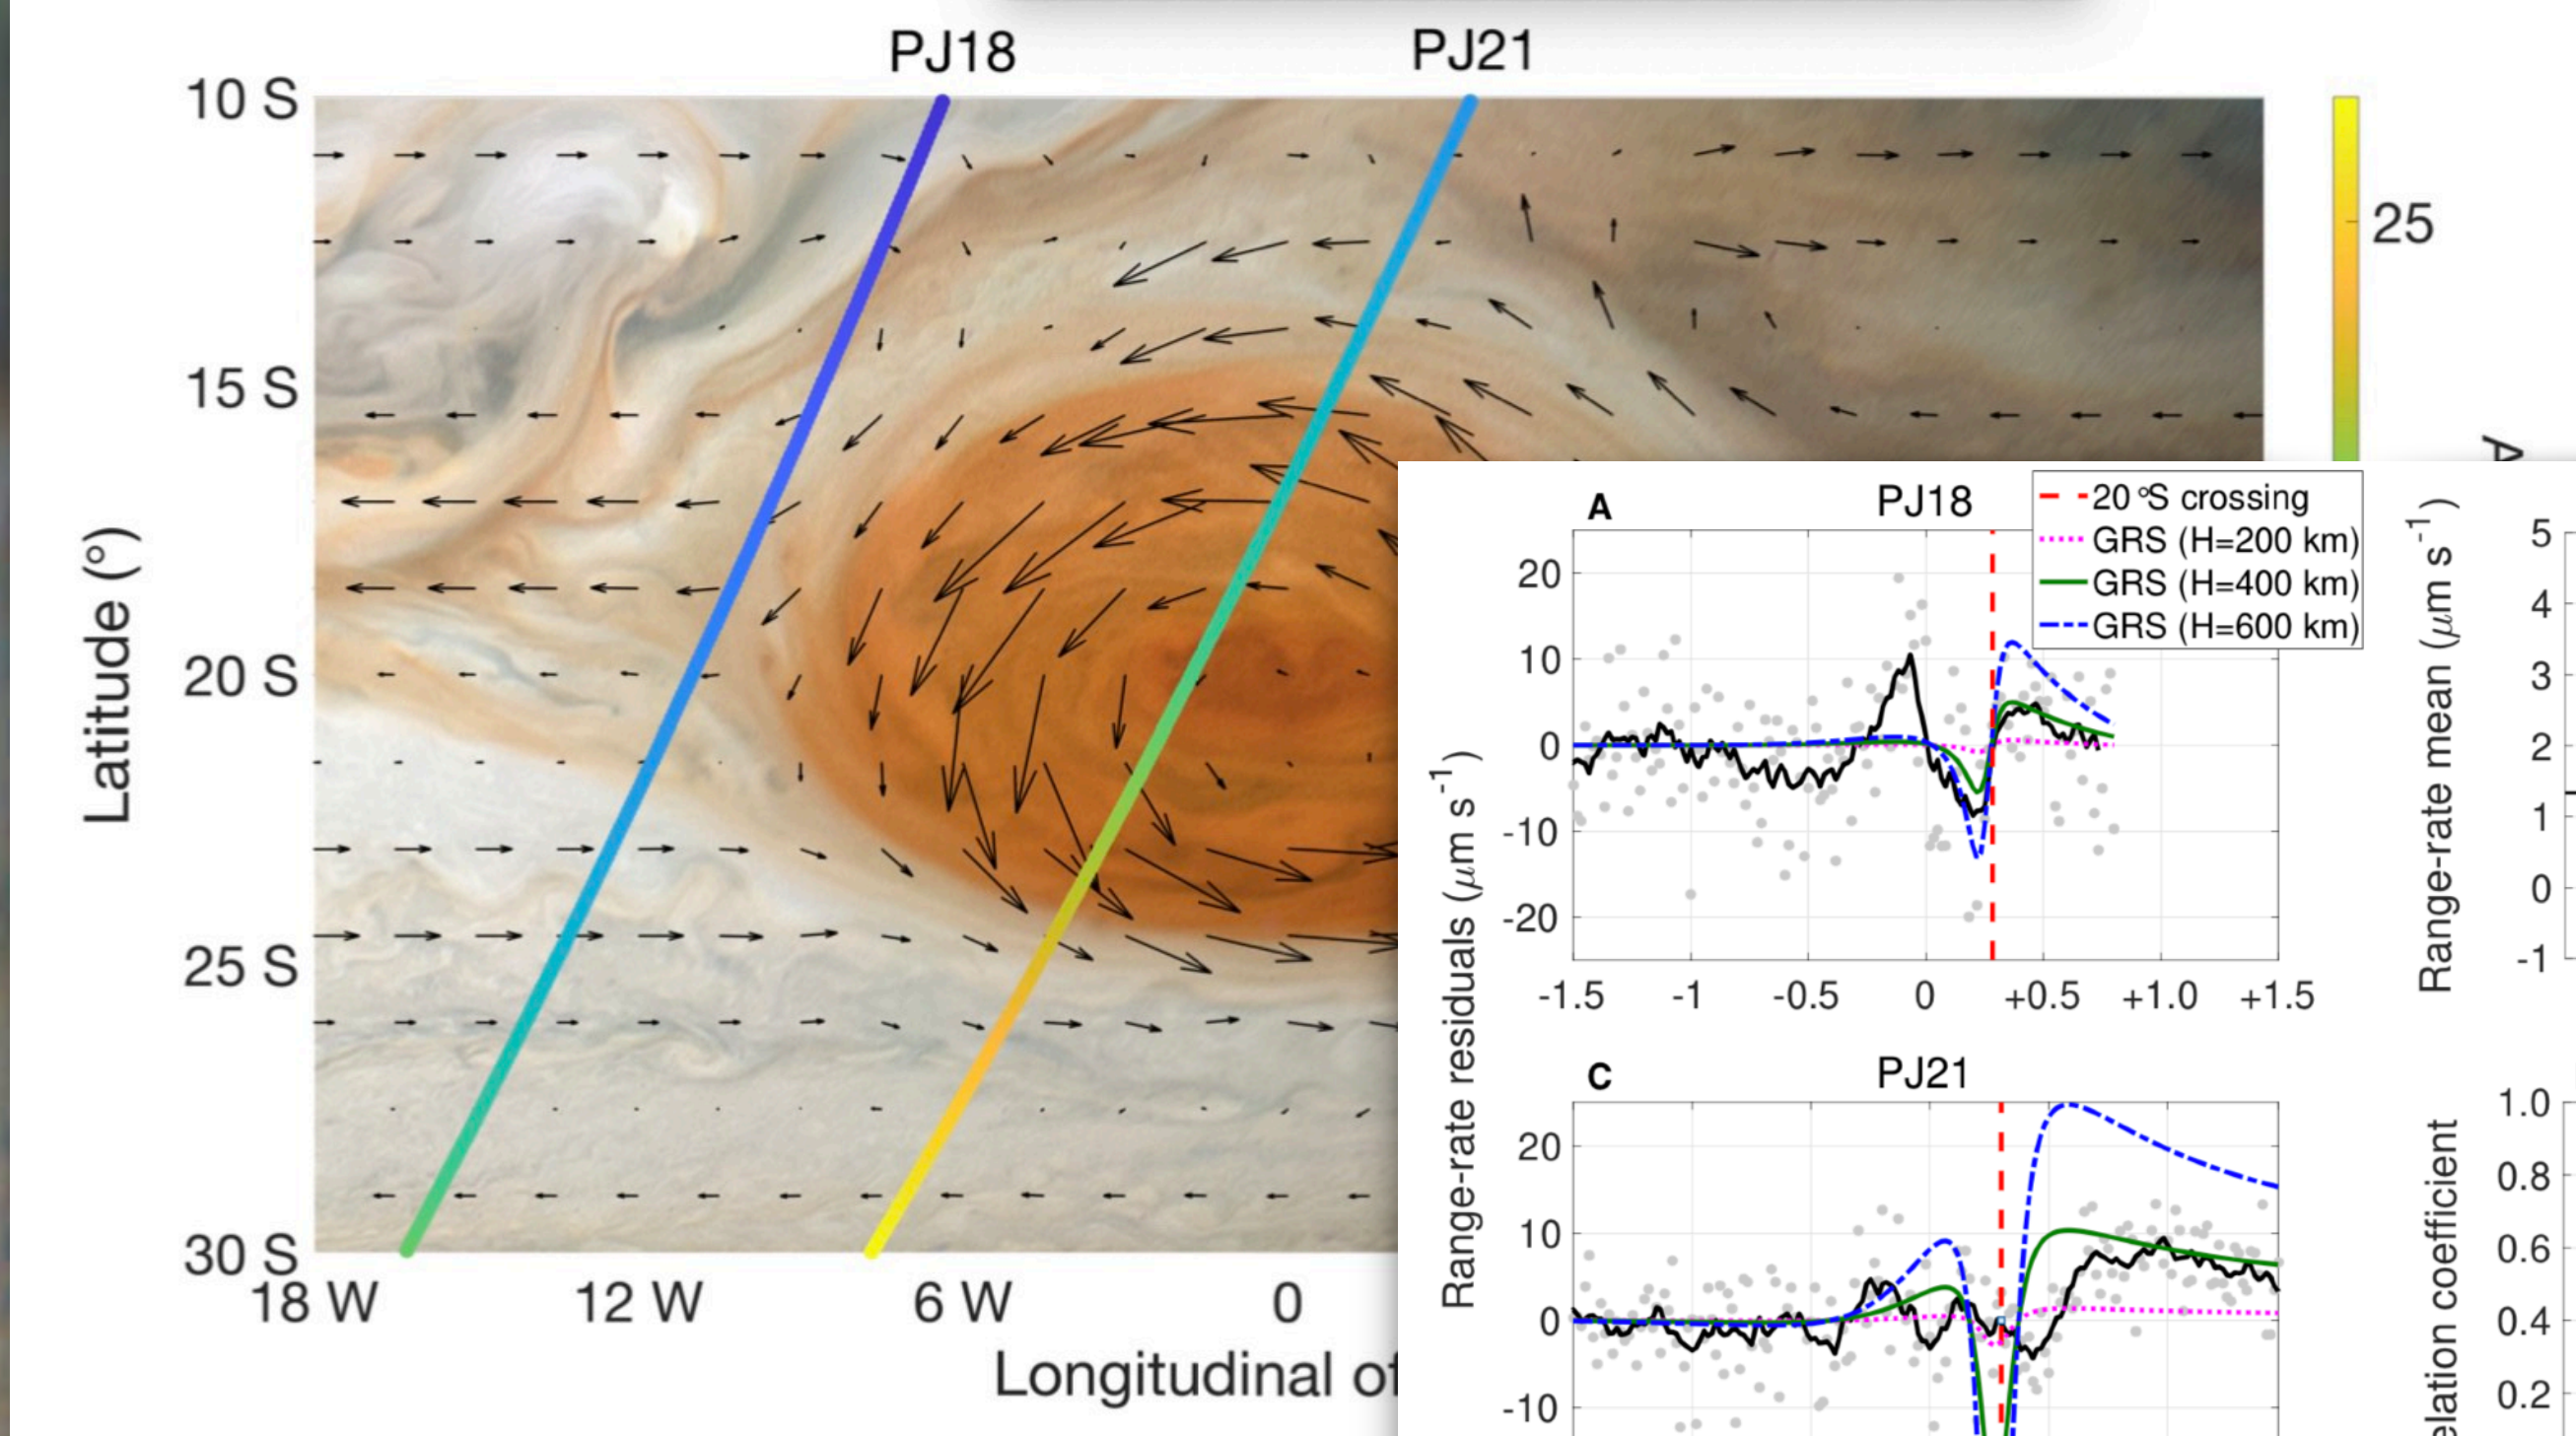 PJ18
PJ21
10 S
15 S
20 S
25 S
30 S
Latitude (°)
18 W
12 W
6 W
0
Longitudinal of
25
A
A
PJ18
20°S crossing
GRS (H=200 km)
GRS (H=400 km)
GRS (H=600 km)
20
10
0
-10
-20
-1.5
-1
-0.5
0
+0.5
+1.0
+1.5
Range-rate residuals (μm s-1)
C
PJ21
20
10
0
-10
Range-rate mean (μm s-1)
5
4
3
2
1
0
-1
elation coefficient
1.0
0.8
0.6
0.4
0.2